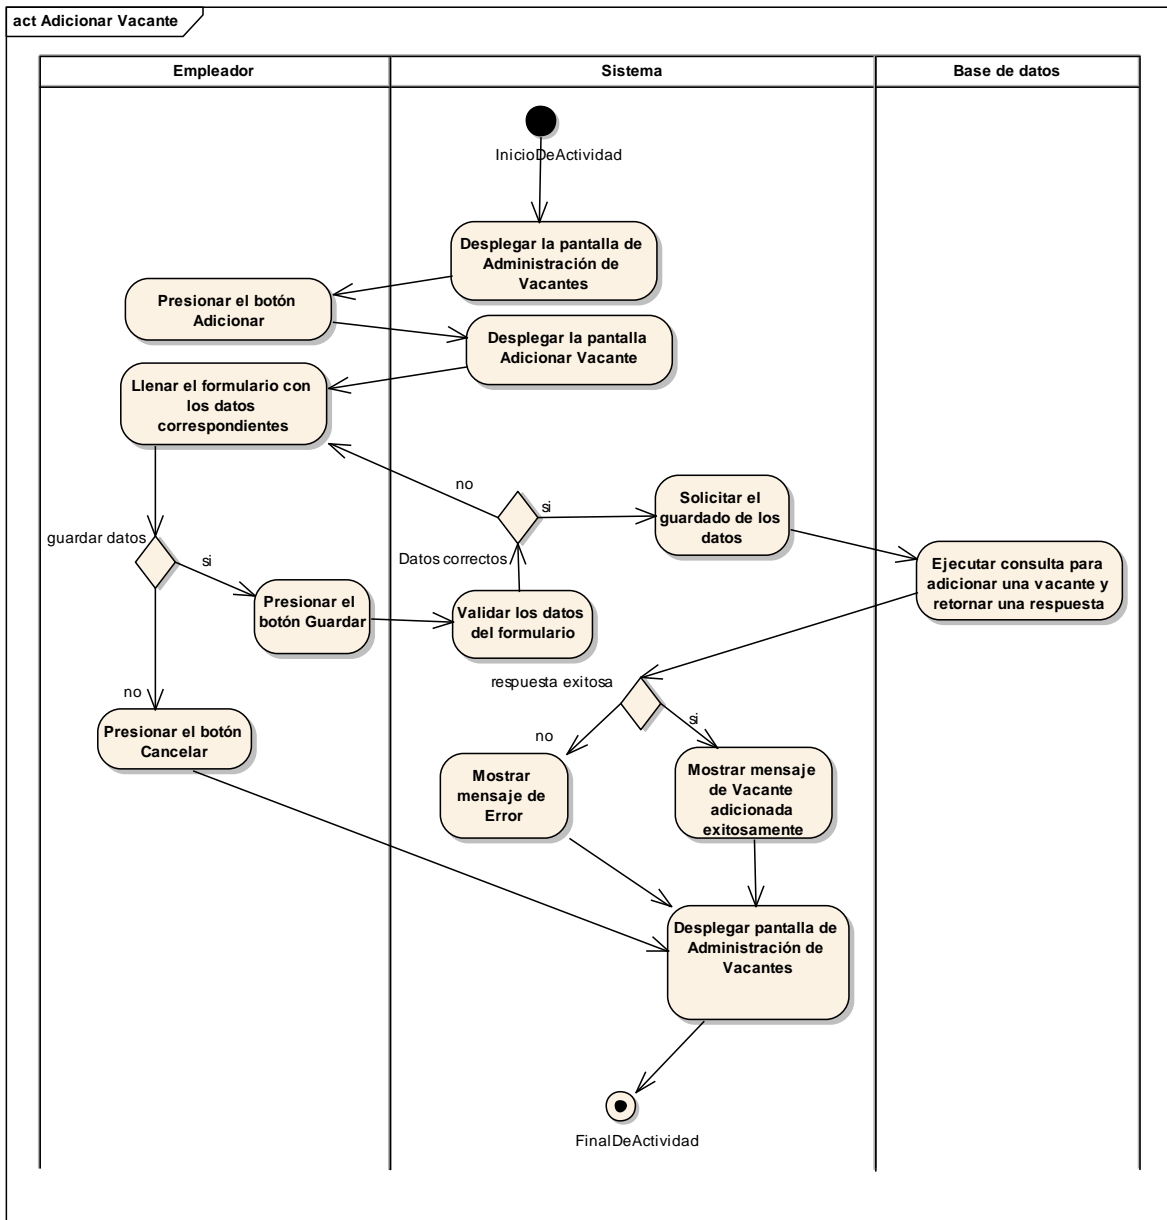 act Adicionar Vacante
Empleador
Sistema
Base de datos
InicioDeActividad
Desplegar la pantalla de
Administración de
Vacantes
Presionar el botón
Adicionar
Desplegar la pantalla
Adicionar Vacante
Llenar el formulario con
los datos
correspondientes
no
si
Solicitar el
guardado de los
datos
guardar datos
si
Datos correctos
Ejecutar consulta para
adicionar una vacante y
retornar una respuesta
Presionar el
botón Guardar
Validar los datos
del formulario
respuesta exitosa
no
si
no
Presionar el botón
Cancelar
Mostrar
mensaje de
Error
Mostrar mensaje
de Vacante
adicionada
exitosamente
Desplegar pantalla de
Administración de
Vacantes
FinalDeActividad